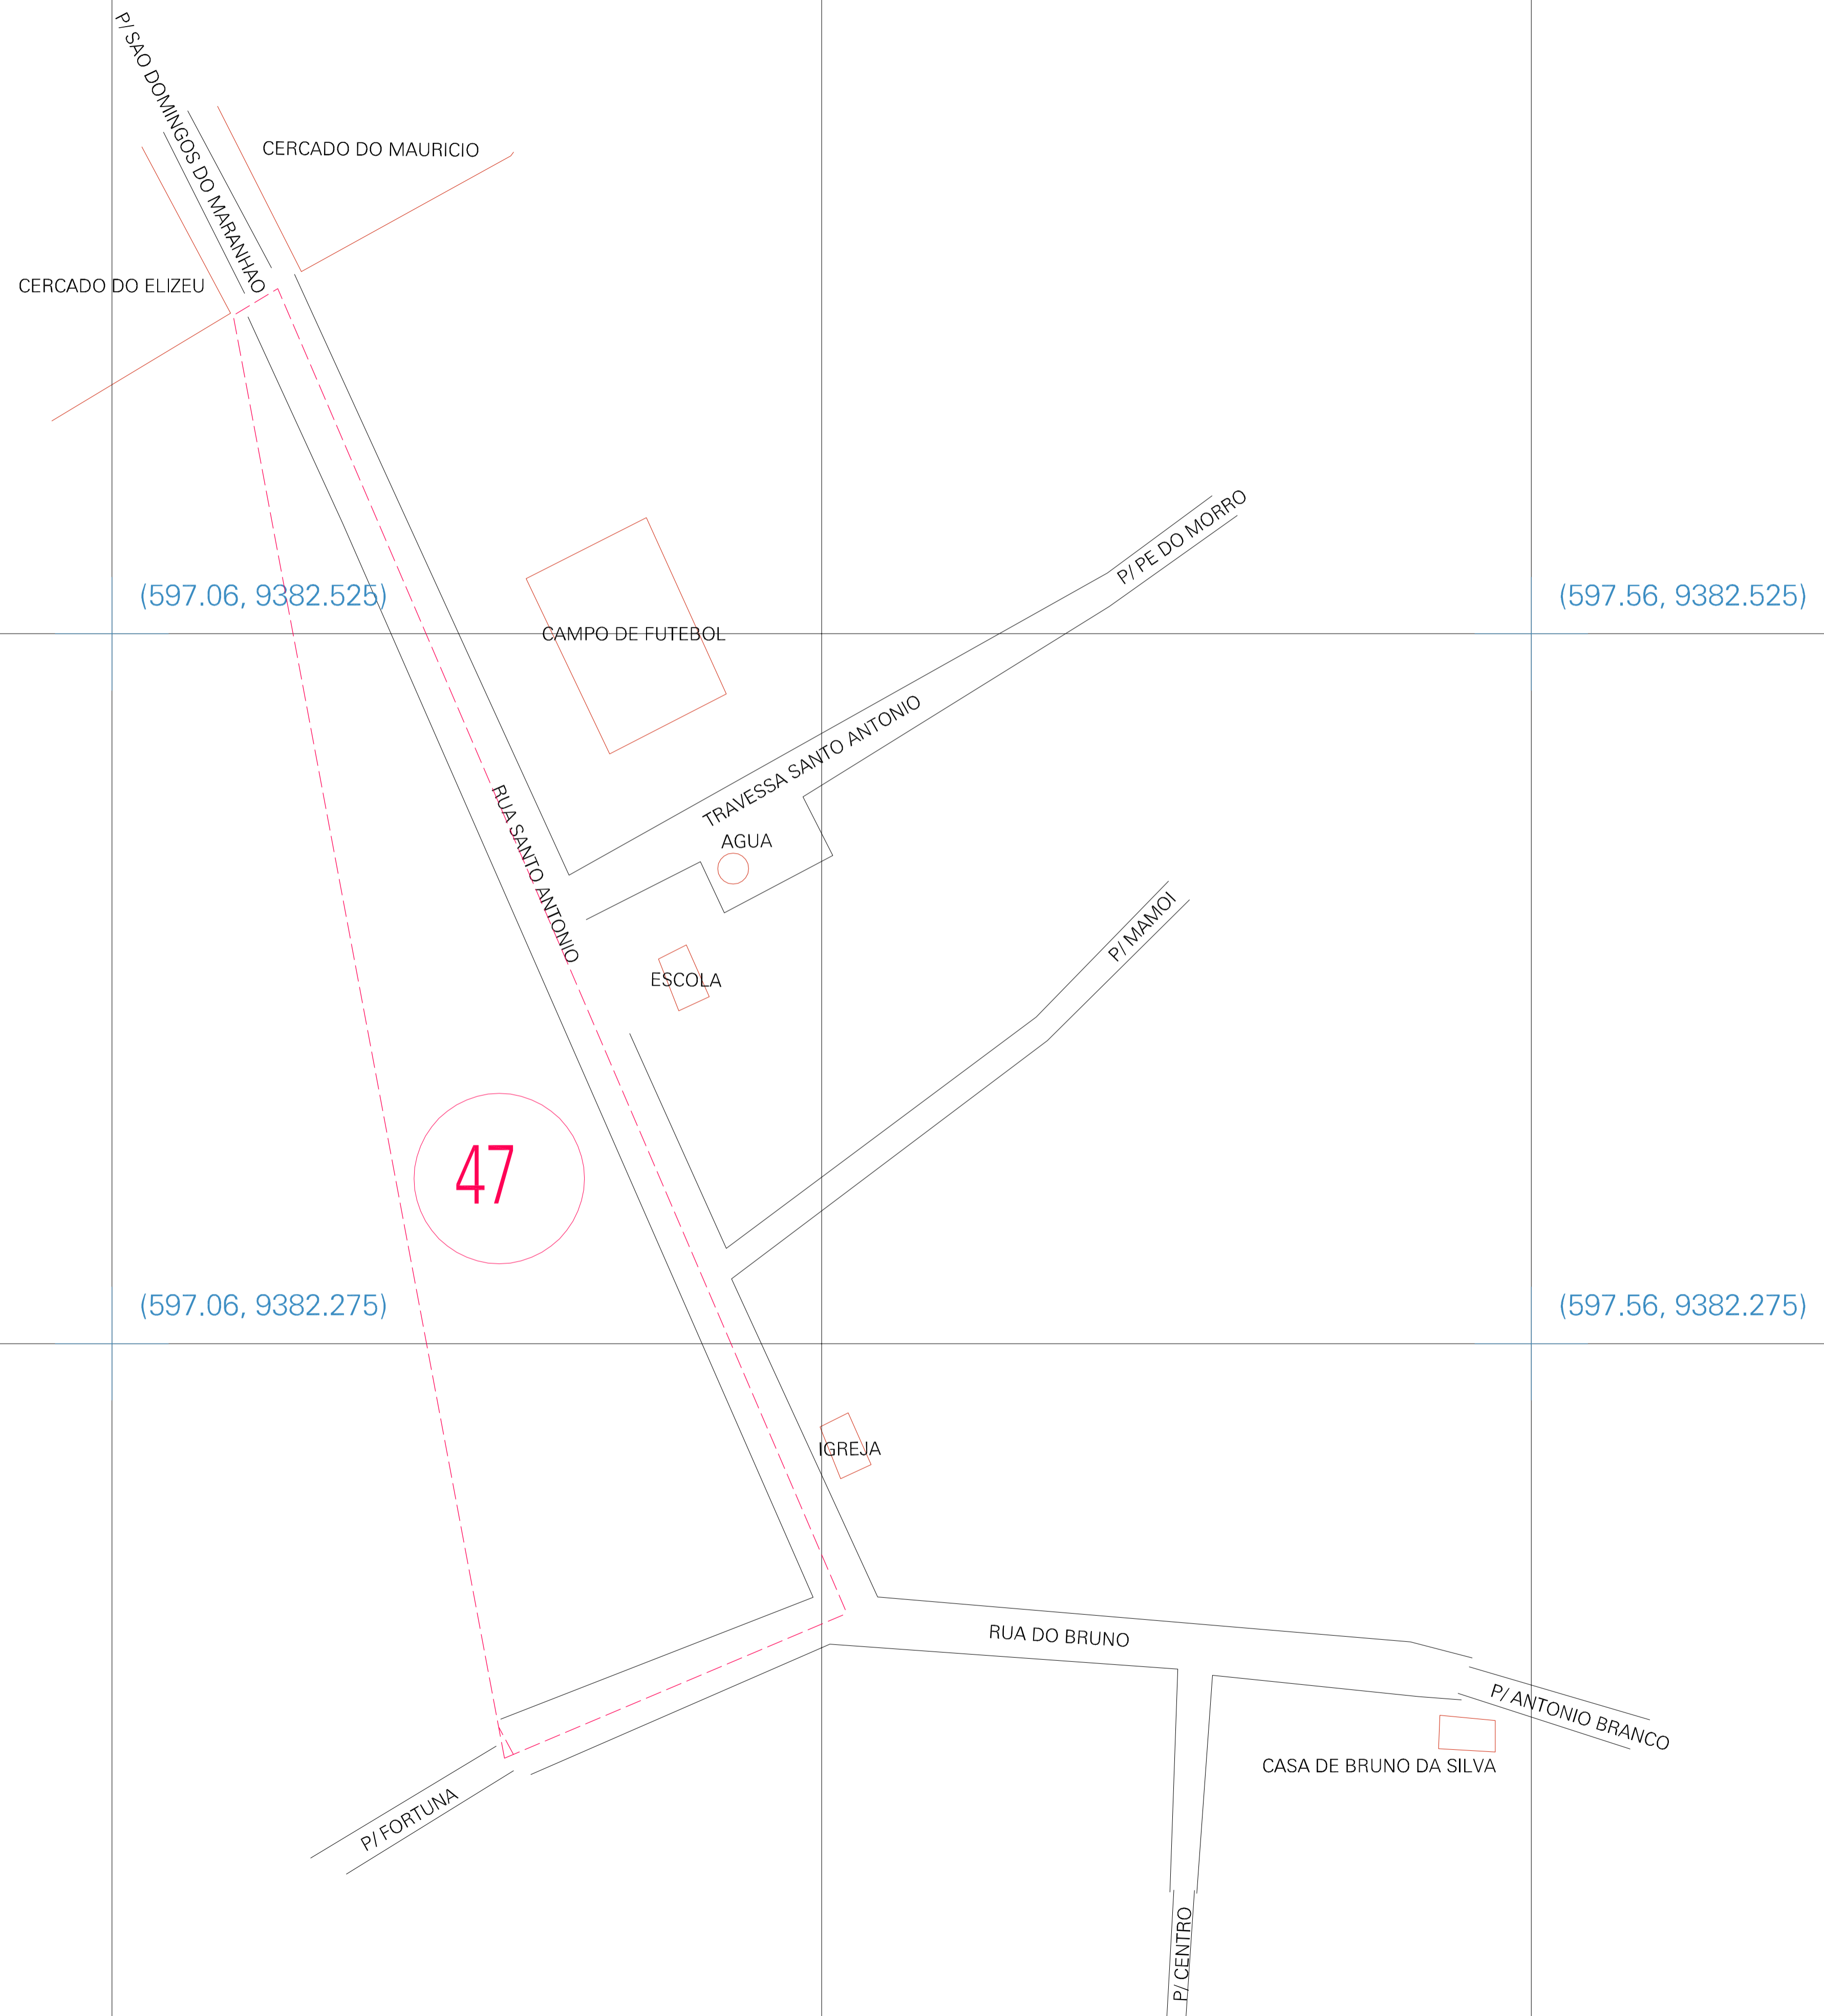 P/ SAO DOMINGOS DO MARANHAO
CERCADO DO MAURICIO
CERCADO DO ELIZEU
P/ PE DO MORRO
(597.06, 9382.525)
(597.56, 9382.525)
CAMPO DE FUTEBOL
TRAVESSA SANTO ANTONIO
RUA SANTO ANTONIO
AGUA
P/ MAMOI
ESCOLA
47
(597.06, 9382.275)
(597.56, 9382.275)
IGREJA
RUA DO BRUNO
P/ ANTONIO BRANCO
CASA DE BRUNO DA SILVA
P/ FORTUNA
P/ CENTRO